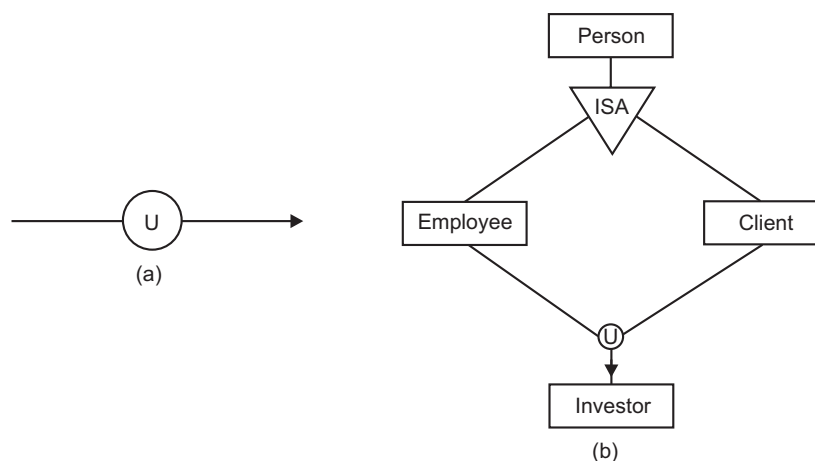 Person
ISA
Employee
Client
U
(a)
U
Investor
(b)